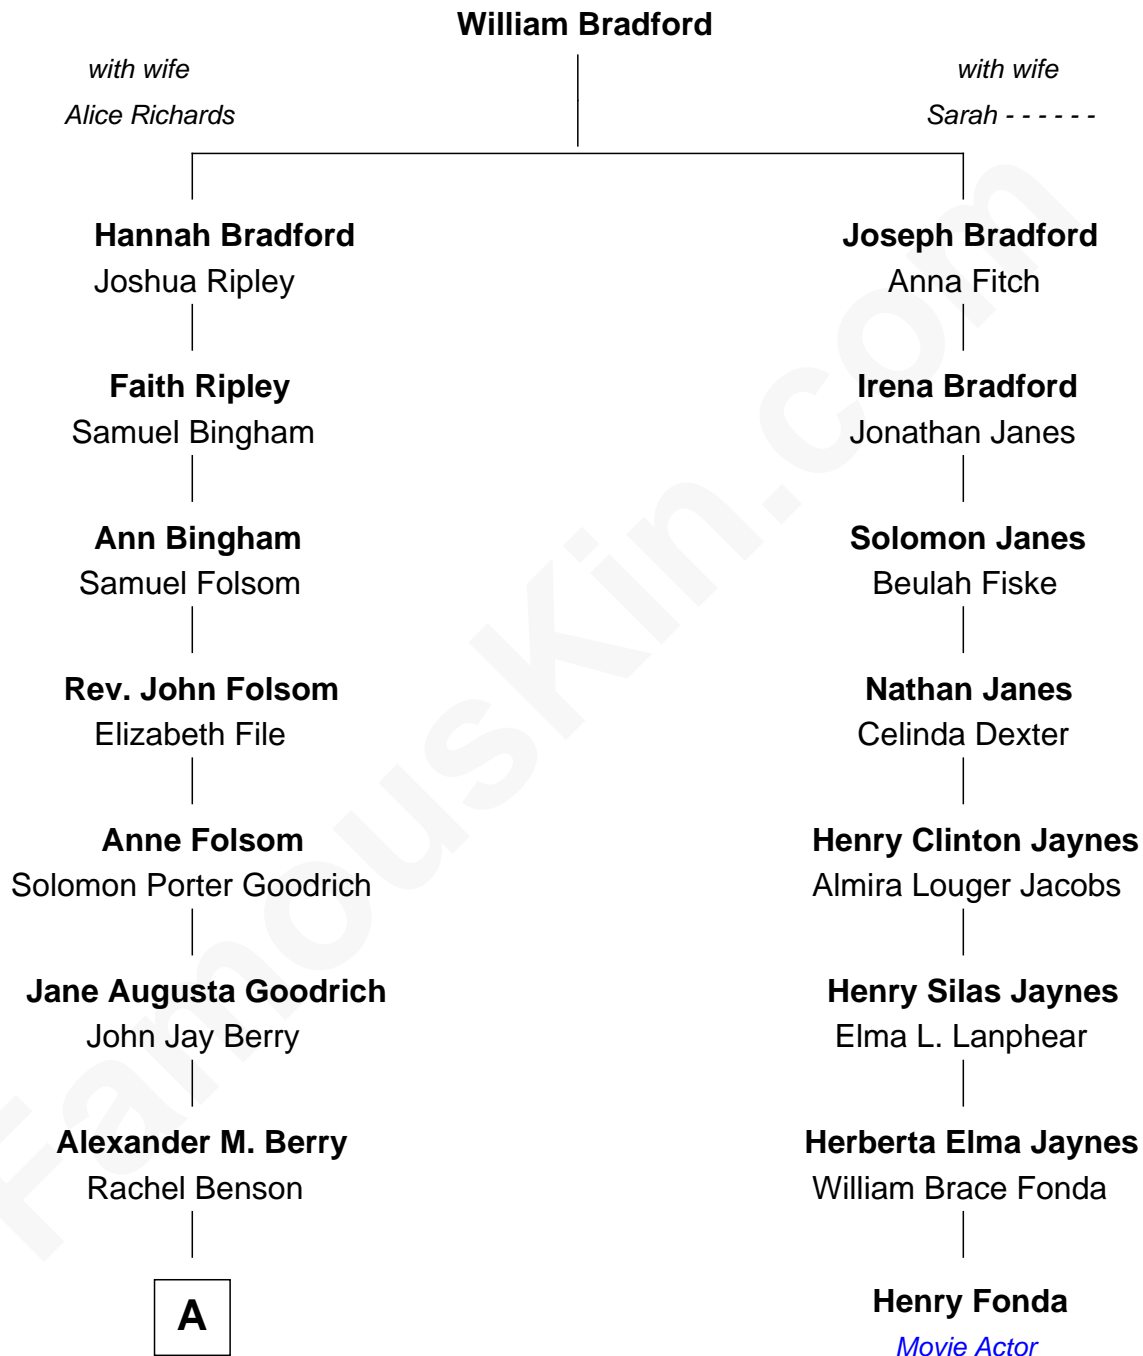 William Bradford
with wife
Alice Richards
with wife
Sarah - - - - - -
Hannah Bradford
Joshua Ripley
Joseph Bradford
Anna Fitch
Faith Ripley
Samuel Bingham
Irena Bradford
Jonathan Janes
Ann Bingham
Samuel Folsom
Solomon Janes
Beulah Fiske
Rev. John Folsom
Elizabeth File
Nathan Janes
Celinda Dexter
Anne Folsom
Solomon Porter Goodrich
Henry Clinton Jaynes
Almira Louger Jacobs
Jane Augusta Goodrich
John Jay Berry
Henry Silas Jaynes
Elma L. Lanphear
Alexander M. Berry
Rachel Benson
Herberta Elma Jaynes
William Brace Fonda
A
Henry Fonda
Movie Actor
FamousKin.com